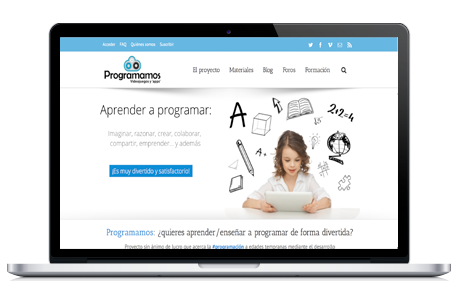 Acceder FAQ Quiénes somos Suscribir
Programamos
Videojuegos y 'apps'
El proyecto Materiales Blog Foros Formación
Aprender a programar:
Imaginar, razonar, crear, colaborar,
compartir, emprender... y además
¡Es muy divertido y satisfactorio!
A
2+2=4
Programamos: ¿quieres aprender/enseñar a programar de forma divertida?
Proyecto sin ánimo de lucro que acerca la #programación a edades tempranas mediante el desarrollo